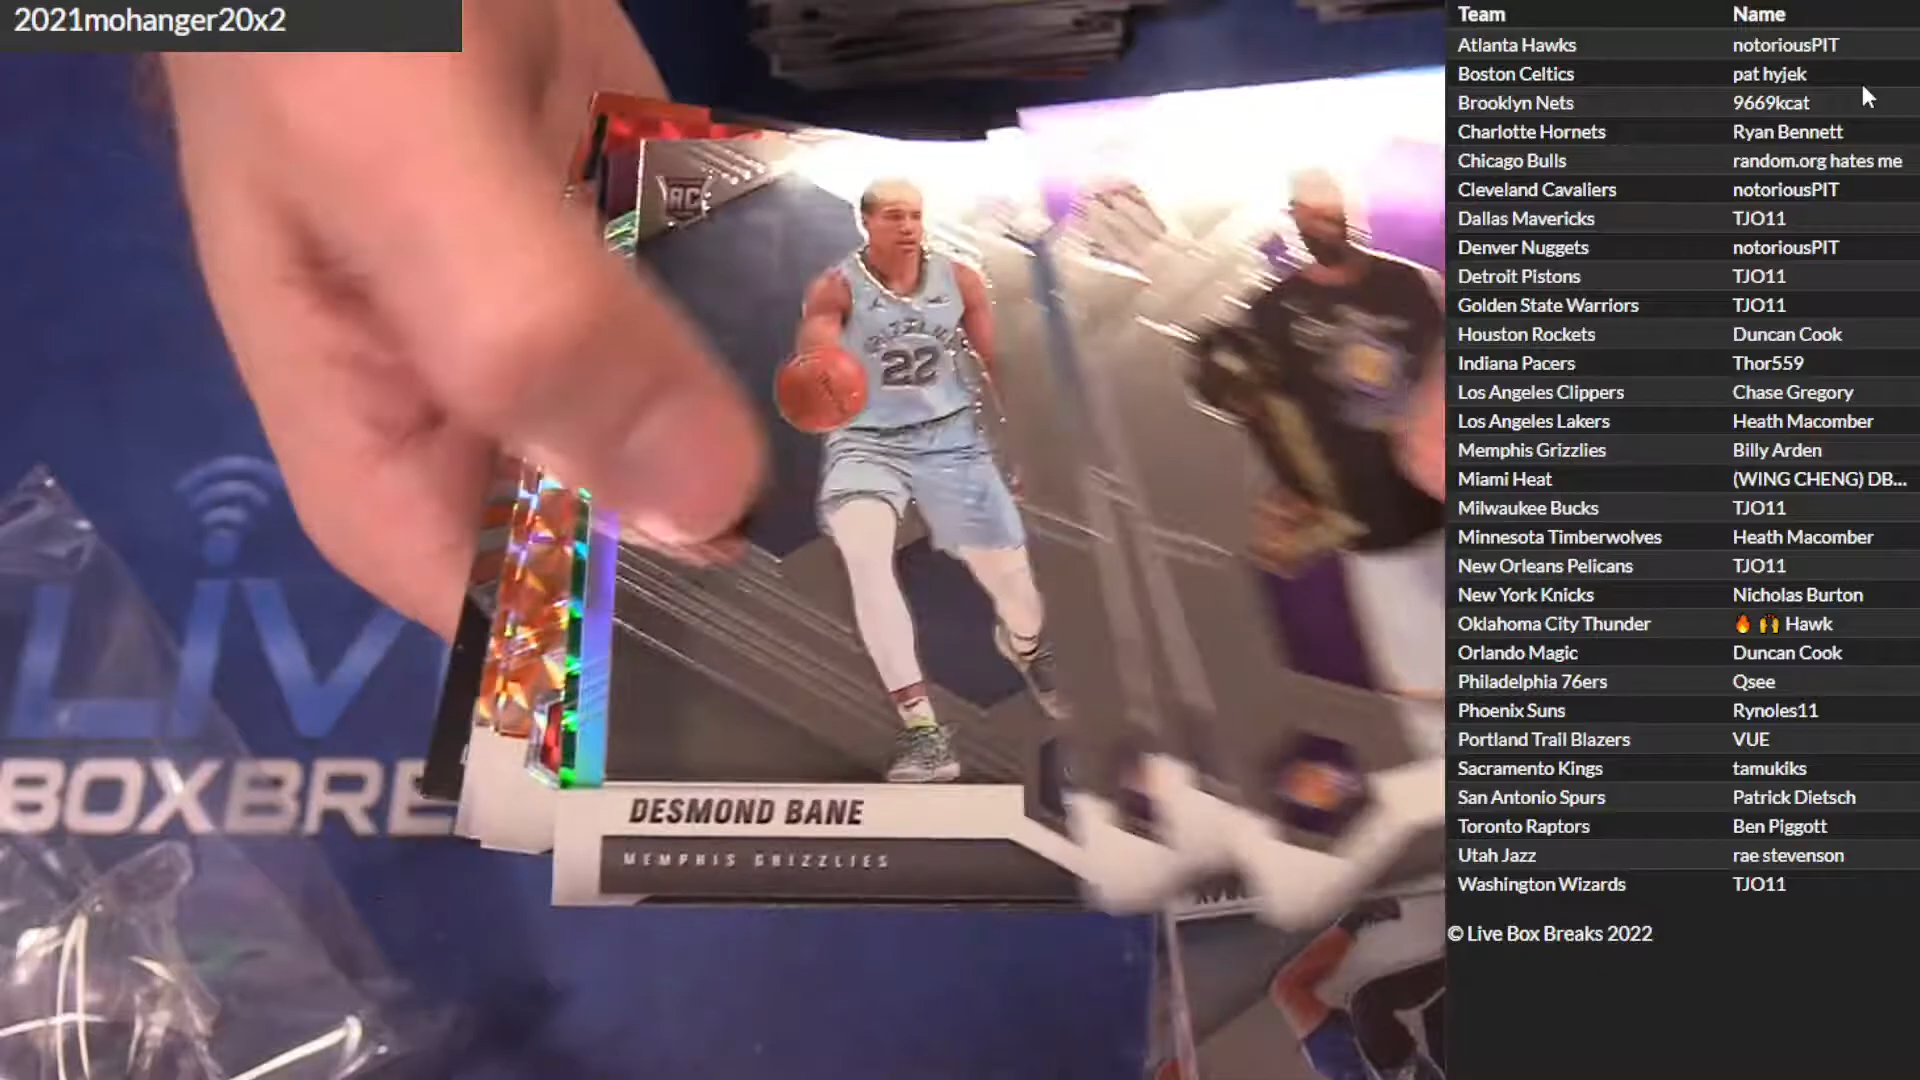 2021mohanger20x2
Team Name
Atlanta Hawks notoriousPIT
Boston Celtics pat hyjek
Brooklyn Nets 9669kcat
Charlotte Hornets Ryan Bennett
Chicago Bulls random.org hates me
Cleveland Cavaliers notoriousPIT
Dallas Mavericks TJO11
Denver Nuggets notoriousPIT
Detroit Pistons TJO11
Golden State Warriors TJO11
Houston Rockets Duncan Cook
Indiana Pacers Thor559
Los Angeles Clippers Chase Gregory
Los Angeles Lakers Heath Macomber
Memphis Grizzlies Billy Arden
Miami Heat (WING CHENG) DB...
Milwaukee Bucks TJO11
Minnesota Timberwolves Heath Macomber
New Orleans Pelicans TJO11
New York Knicks Nicholas Burton
Oklahoma City Thunder 🔥 🙌 Hawk
Orlando Magic Duncan Cook
Philadelphia 76ers Qsee
Phoenix Suns Rynoles11
Portland Trail Blazers VUE
Sacramento Kings tamukiks
San Antonio Spurs Patrick Dietsch
Toronto Raptors Ben Piggott
Utah Jazz rae stevenson
Washington Wizards TJO11
© Live Box Breaks 2022
RC
22
DESMOND BANE
MEMPHIS GRIZZLIES
LIV
BOXBRE